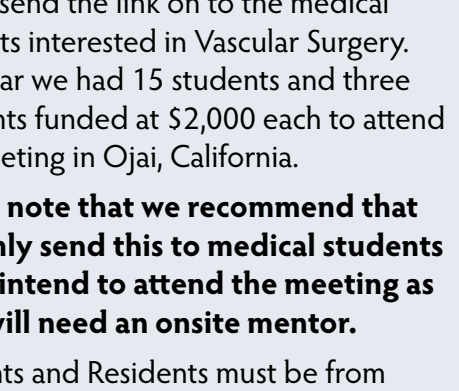 send the link on to the medical
ts interested in Vascular Surgery.
ar we had 15 students and three
nts funded at $2,000 each to attend
eting in Ojai, California.
note that we recommend that
nly send this to medical students
intend to attend the meeting as
will need an onsite mentor.
nts and Residents must be from